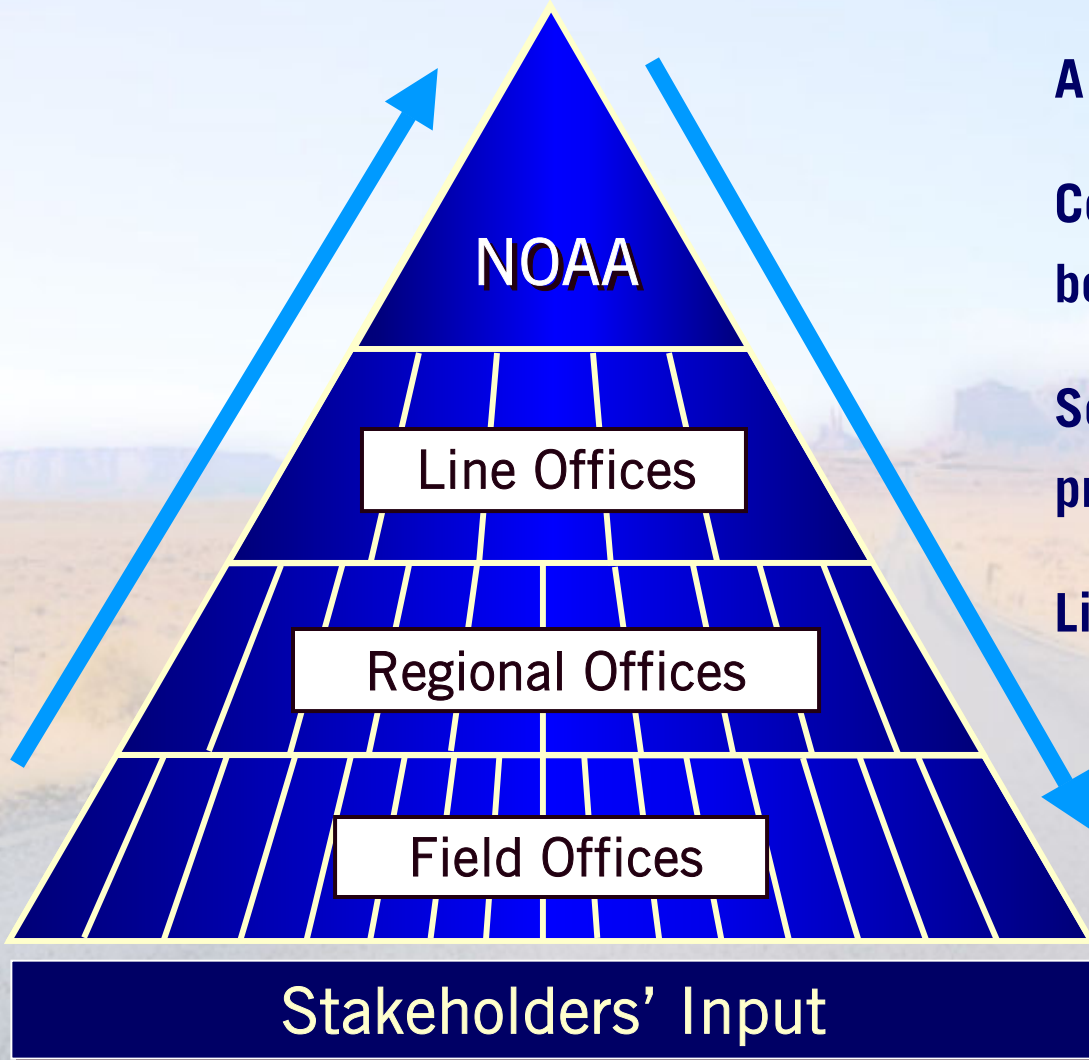 NOAA
Line Offices
Regional Offices
Field Offices
Stakeholders’ Input
A